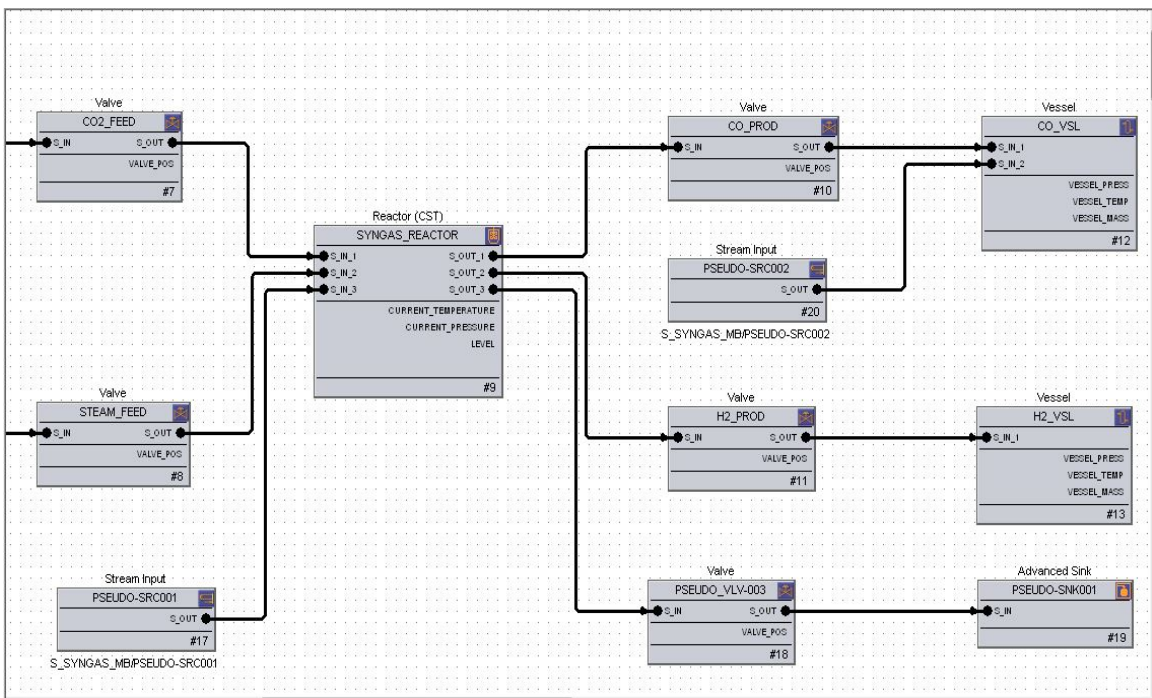 Valve
CO2_FEED
S_IN S_OUT
VALVE_POS
#7
Valve
STEAM_FEED
S_IN S_OUT
VALVE_POS
#8
Stream Input
PSEUDO-SRC001
S_OUT
#17
S_SYNGAS_MB/PSEUDO-SRC001
Reactor (CST)
SYNGAS_REACTOR
S_IN_1 S_OUT_1
S_IN_2 S_OUT_2
S_IN_3 S_OUT_3
CURRENT_TEMPERATURE
CURRENT_PRESSURE
LEVEL
#9
Valve
CO_PROD
S_IN S_OUT
VALVE_POS
#10
Vessel
CO_VSL
S_IN_1
S_IN_2
VESSEL_PRESS
VESSEL_TEMP
VESSEL_MASS
#12
Stream Input
PSEUDO-SRC002
S_OUT
#20
S_SYNGAS_MB/PSEUDO-SRC002
Valve
H2_PROD
S_IN S_OUT
VALVE_POS
#11
Vessel
H2_VSL
S_IN_1
VESSEL_PRESS
VESSEL_TEMP
VESSEL_MASS
#13
Valve
PSEUDO_VLV-003
S_IN S_OUT
VALVE_POS
#18
Advanced Sink
PSEUDO-SNK001
S_IN
#19